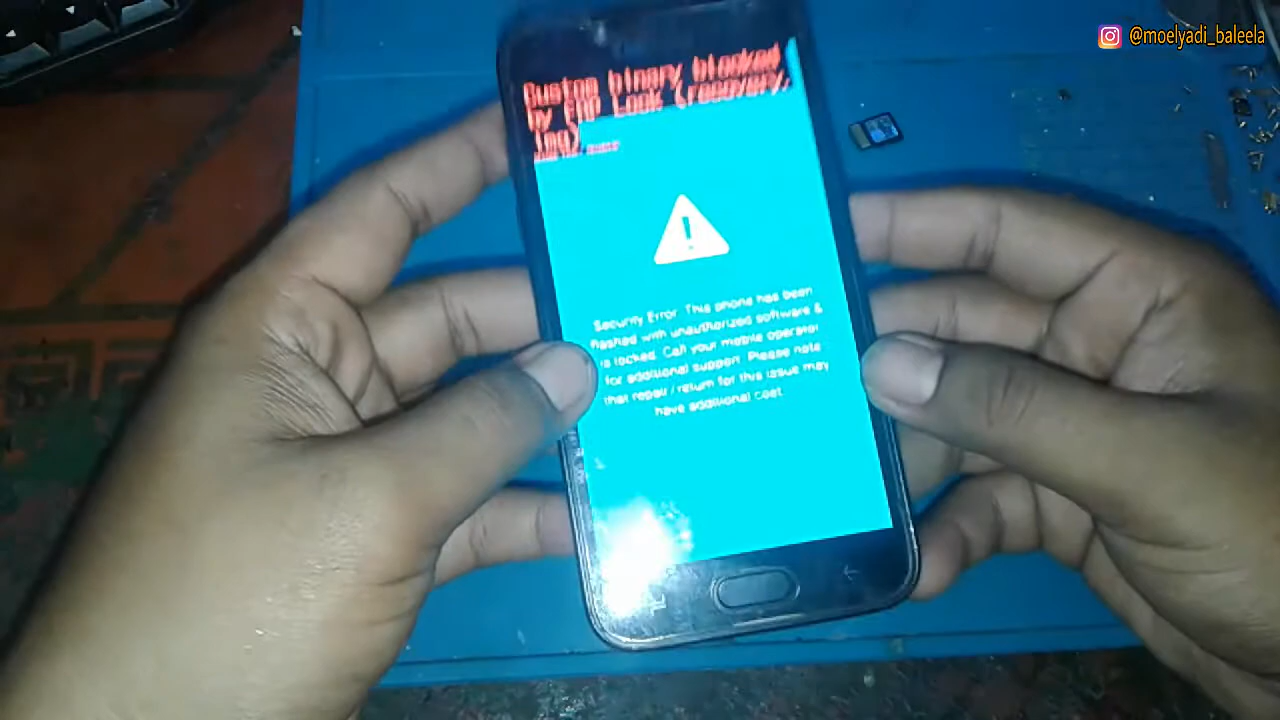 @moelyadi_baleela
Custom binary blocked
by FRP Lock (recovery.
img)
Security Error: This phone has been
flashed with unauthorized software &
is locked. Call your mobile operator
for additional support. Please note
that repair / return for this issue may
have additional cost.